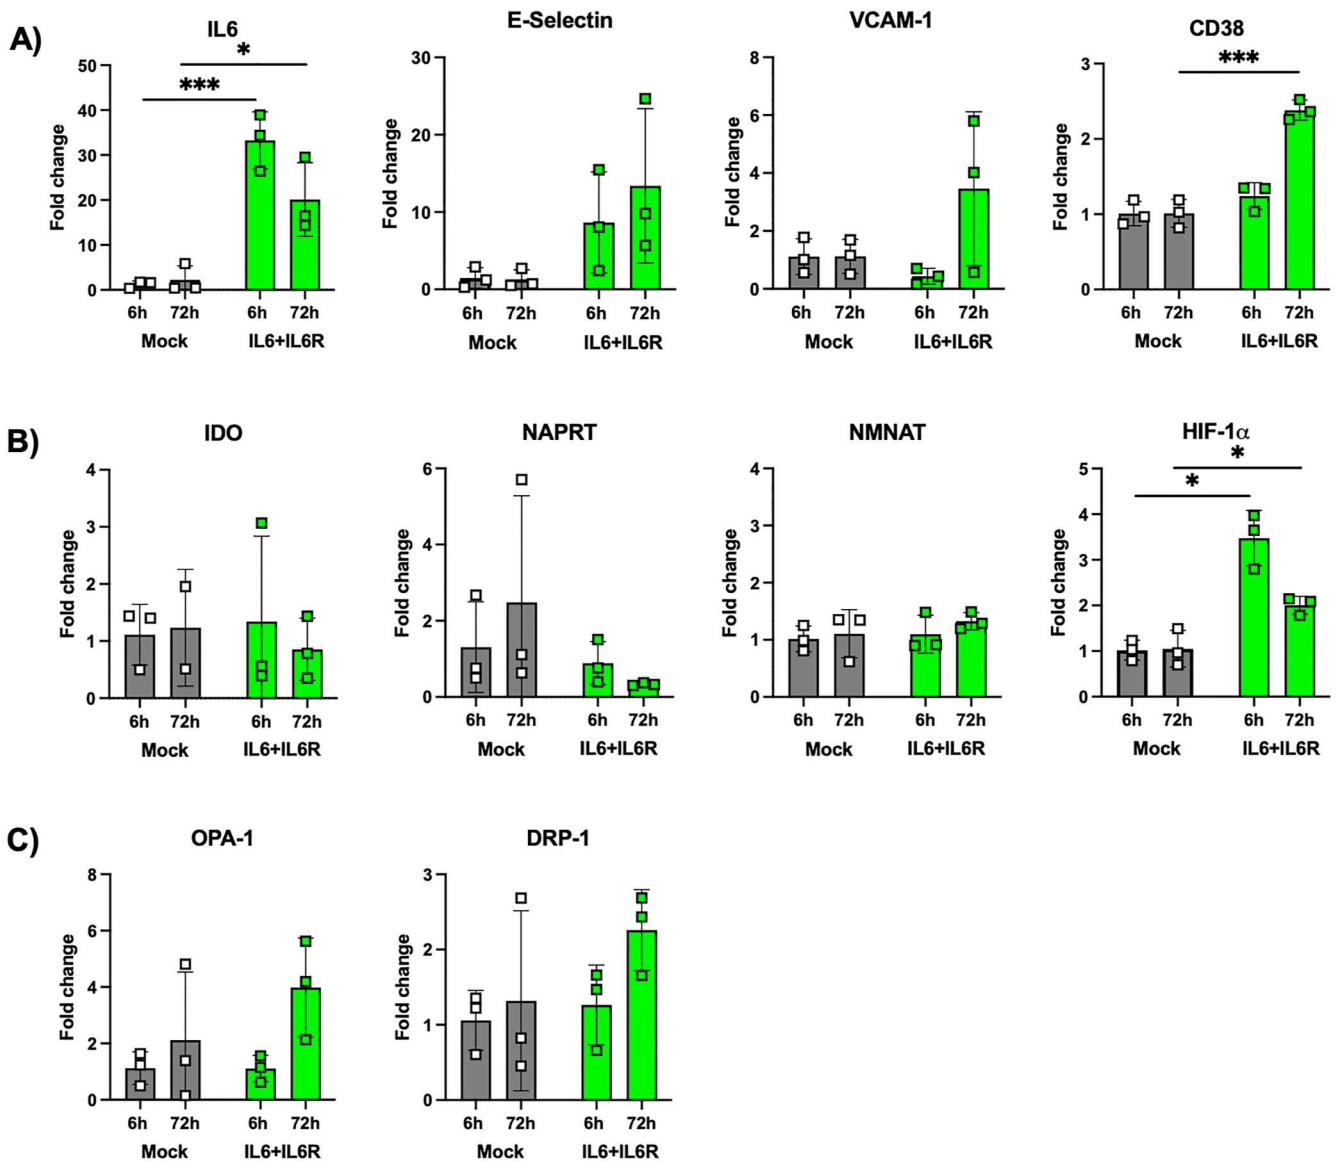 A)
IL6
E-Selectin
VCAM-1
CD38
*
***
***
Fold change
50
40
30
20
10
0
6h 72h 6h 72h
Mock IL6+IL6R
Fold change
30
20
10
0
6h 72h 6h 72h
Mock IL6+IL6R
Fold change
8
6
4
2
0
6h 72h 6h 72h
Mock IL6+IL6R
Fold change
3
2
1
0
6h 72h 6h 72h
Mock IL6+IL6R
B)
IDO
NAPRT
NMNAT
HIF-1α
*
*
Fold change
4
3
2
1
0
6h 72h 6h 72h
Mock IL6+IL6R
Fold change
6
4
2
0
6h 72h 6h 72h
Mock IL6+IL6R
Fold change
4
3
2
1
0
6h 72h 6h 72h
Mock IL6+IL6R
Fold change
5
4
3
2
1
0
6h 72h 6h 72h
Mock IL6+IL6R
C)
OPA-1
DRP-1
Fold change
8
6
4
2
0
6h 72h 6h 72h
Mock IL6+IL6R
Fold change
3
2
1
0
6h 72h 6h 72h
Mock IL6+IL6R